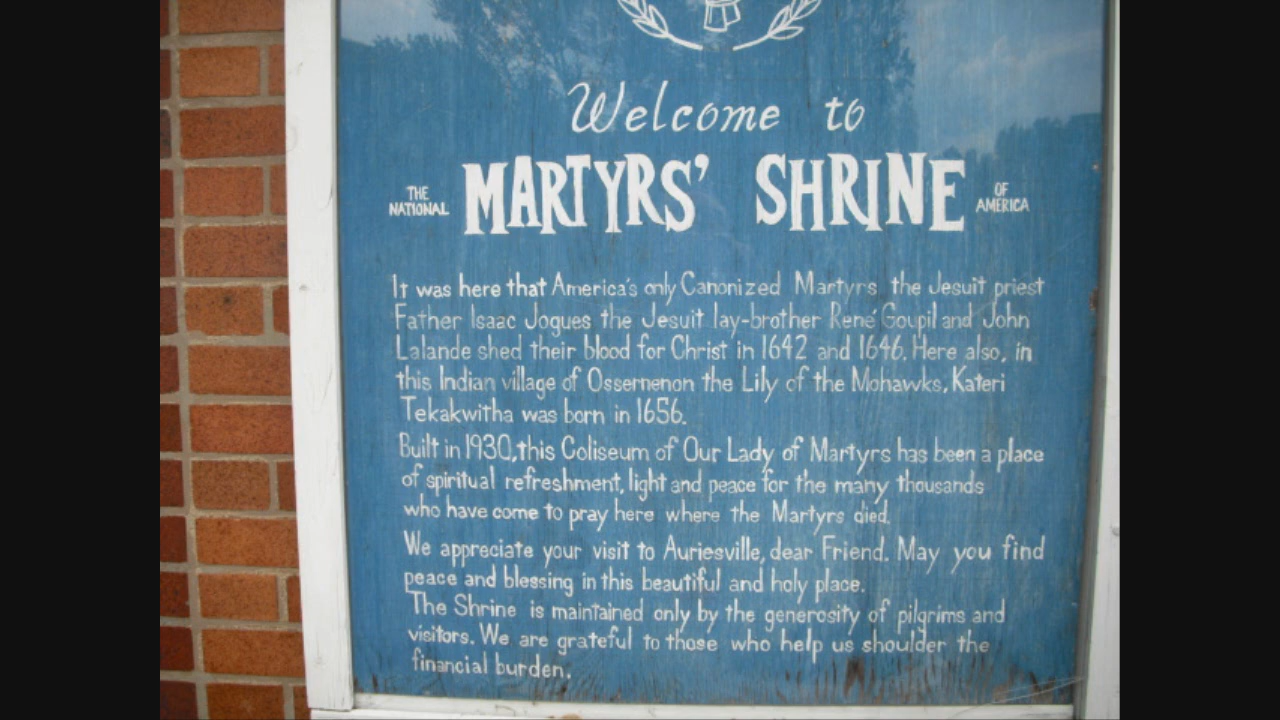 Welcome to
THE NATIONAL MARTYRS' SHRINE OF AMERICA
It was here that America's only Canonized Martyrs the Jesuit priest
Father Isaac Jogues the Jesuit lay-brother René Goupil and John
Lalande shed their blood for Christ in 1642 and 1646. Here also, in
this Indian village of Ossernenon the Lily of the Mohawks, Kateri
Tekakwitha was born in 1656.
Built in 1930, this Coliseum of Our Lady of Martyrs has been a place
of spiritual refreshment, light and peace for the many thousands
who have come to pray here where the Martyrs died.
We appreciate your visit to Auriesville, dear Friend. May you find
peace and blessing in this beautiful and holy place.
The Shrine is maintained only by the generosity of pilgrims and
visitors. We are grateful to those who help us shoulder the
financial burden.